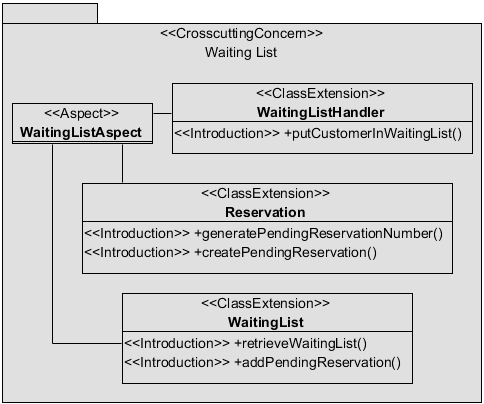 <<CrosscuttingConcern>>
Waiting List
<<Aspect>>
WaitingListAspect
<<ClassExtension>>
WaitingListHandler
<<Introduction>> +putCustomerInWaitingList()
<<ClassExtension>>
Reservation
<<Introduction>> +generatePendingReservationNumber()
<<Introduction>> +createPendingReservation()
<<ClassExtension>>
WaitingList
<<Introduction>> +retrieveWaitingList()
<<Introduction>> +addPendingReservation()